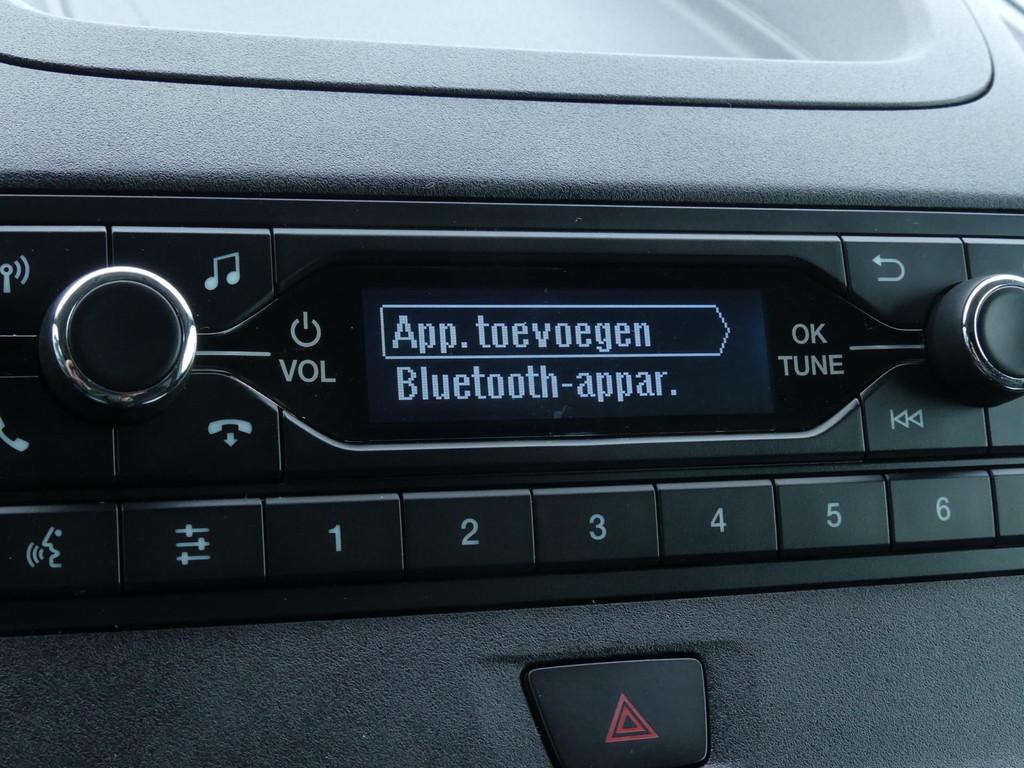 App. toevoegen
Bluetooth-appar.
VOL
OK
TUNE
1 2 3 4 5 6